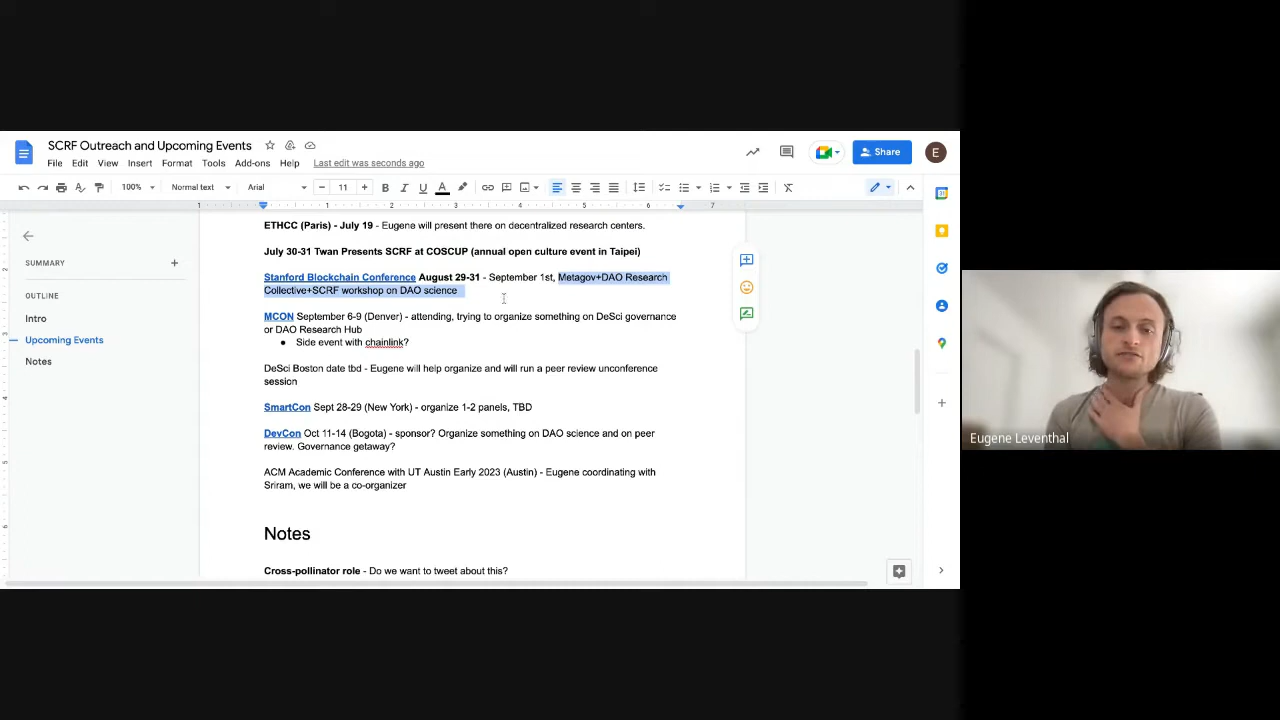 SCRF Outreach and Upcoming Events
File Edit View Insert Format Tools Add-ons Help Last edit was seconds ago
Share
E
100% Normal text Arial 11
B I U A
1 1 2 3 4 5 6 7
SUMMARY
OUTLINE
Intro
Upcoming Events
Notes
ETHCC (Paris) - July 19 - Eugene will present there on decentralized research centers.
July 30-31 Twan Presents SCRF at COSCUP (annual open culture event in Taipei)
Stanford Blockchain Conference August 29-31 - September 1st, Metagov+DAO Research
Collective+SCRF workshop on DAO science
MCON September 6-9 (Denver) - attending, trying to organize something on DeSci governance
or DAO Research Hub
● Side event with chainlink?
DeSci Boston date tbd - Eugene will help organize and will run a peer review unconference
session
SmartCon Sept 28-29 (New York) - organize 1-2 panels, TBD
DevCon Oct 11-14 (Bogota) - sponsor? Organize something on DAO science and on peer
review. Governance getaway?
ACM Academic Conference with UT Austin Early 2023 (Austin) - Eugene coordinating with
Sriram, we will be a co-organizer
Notes
Cross-pollinator role - Do we want to tweet about this?
Eugene Leventhal